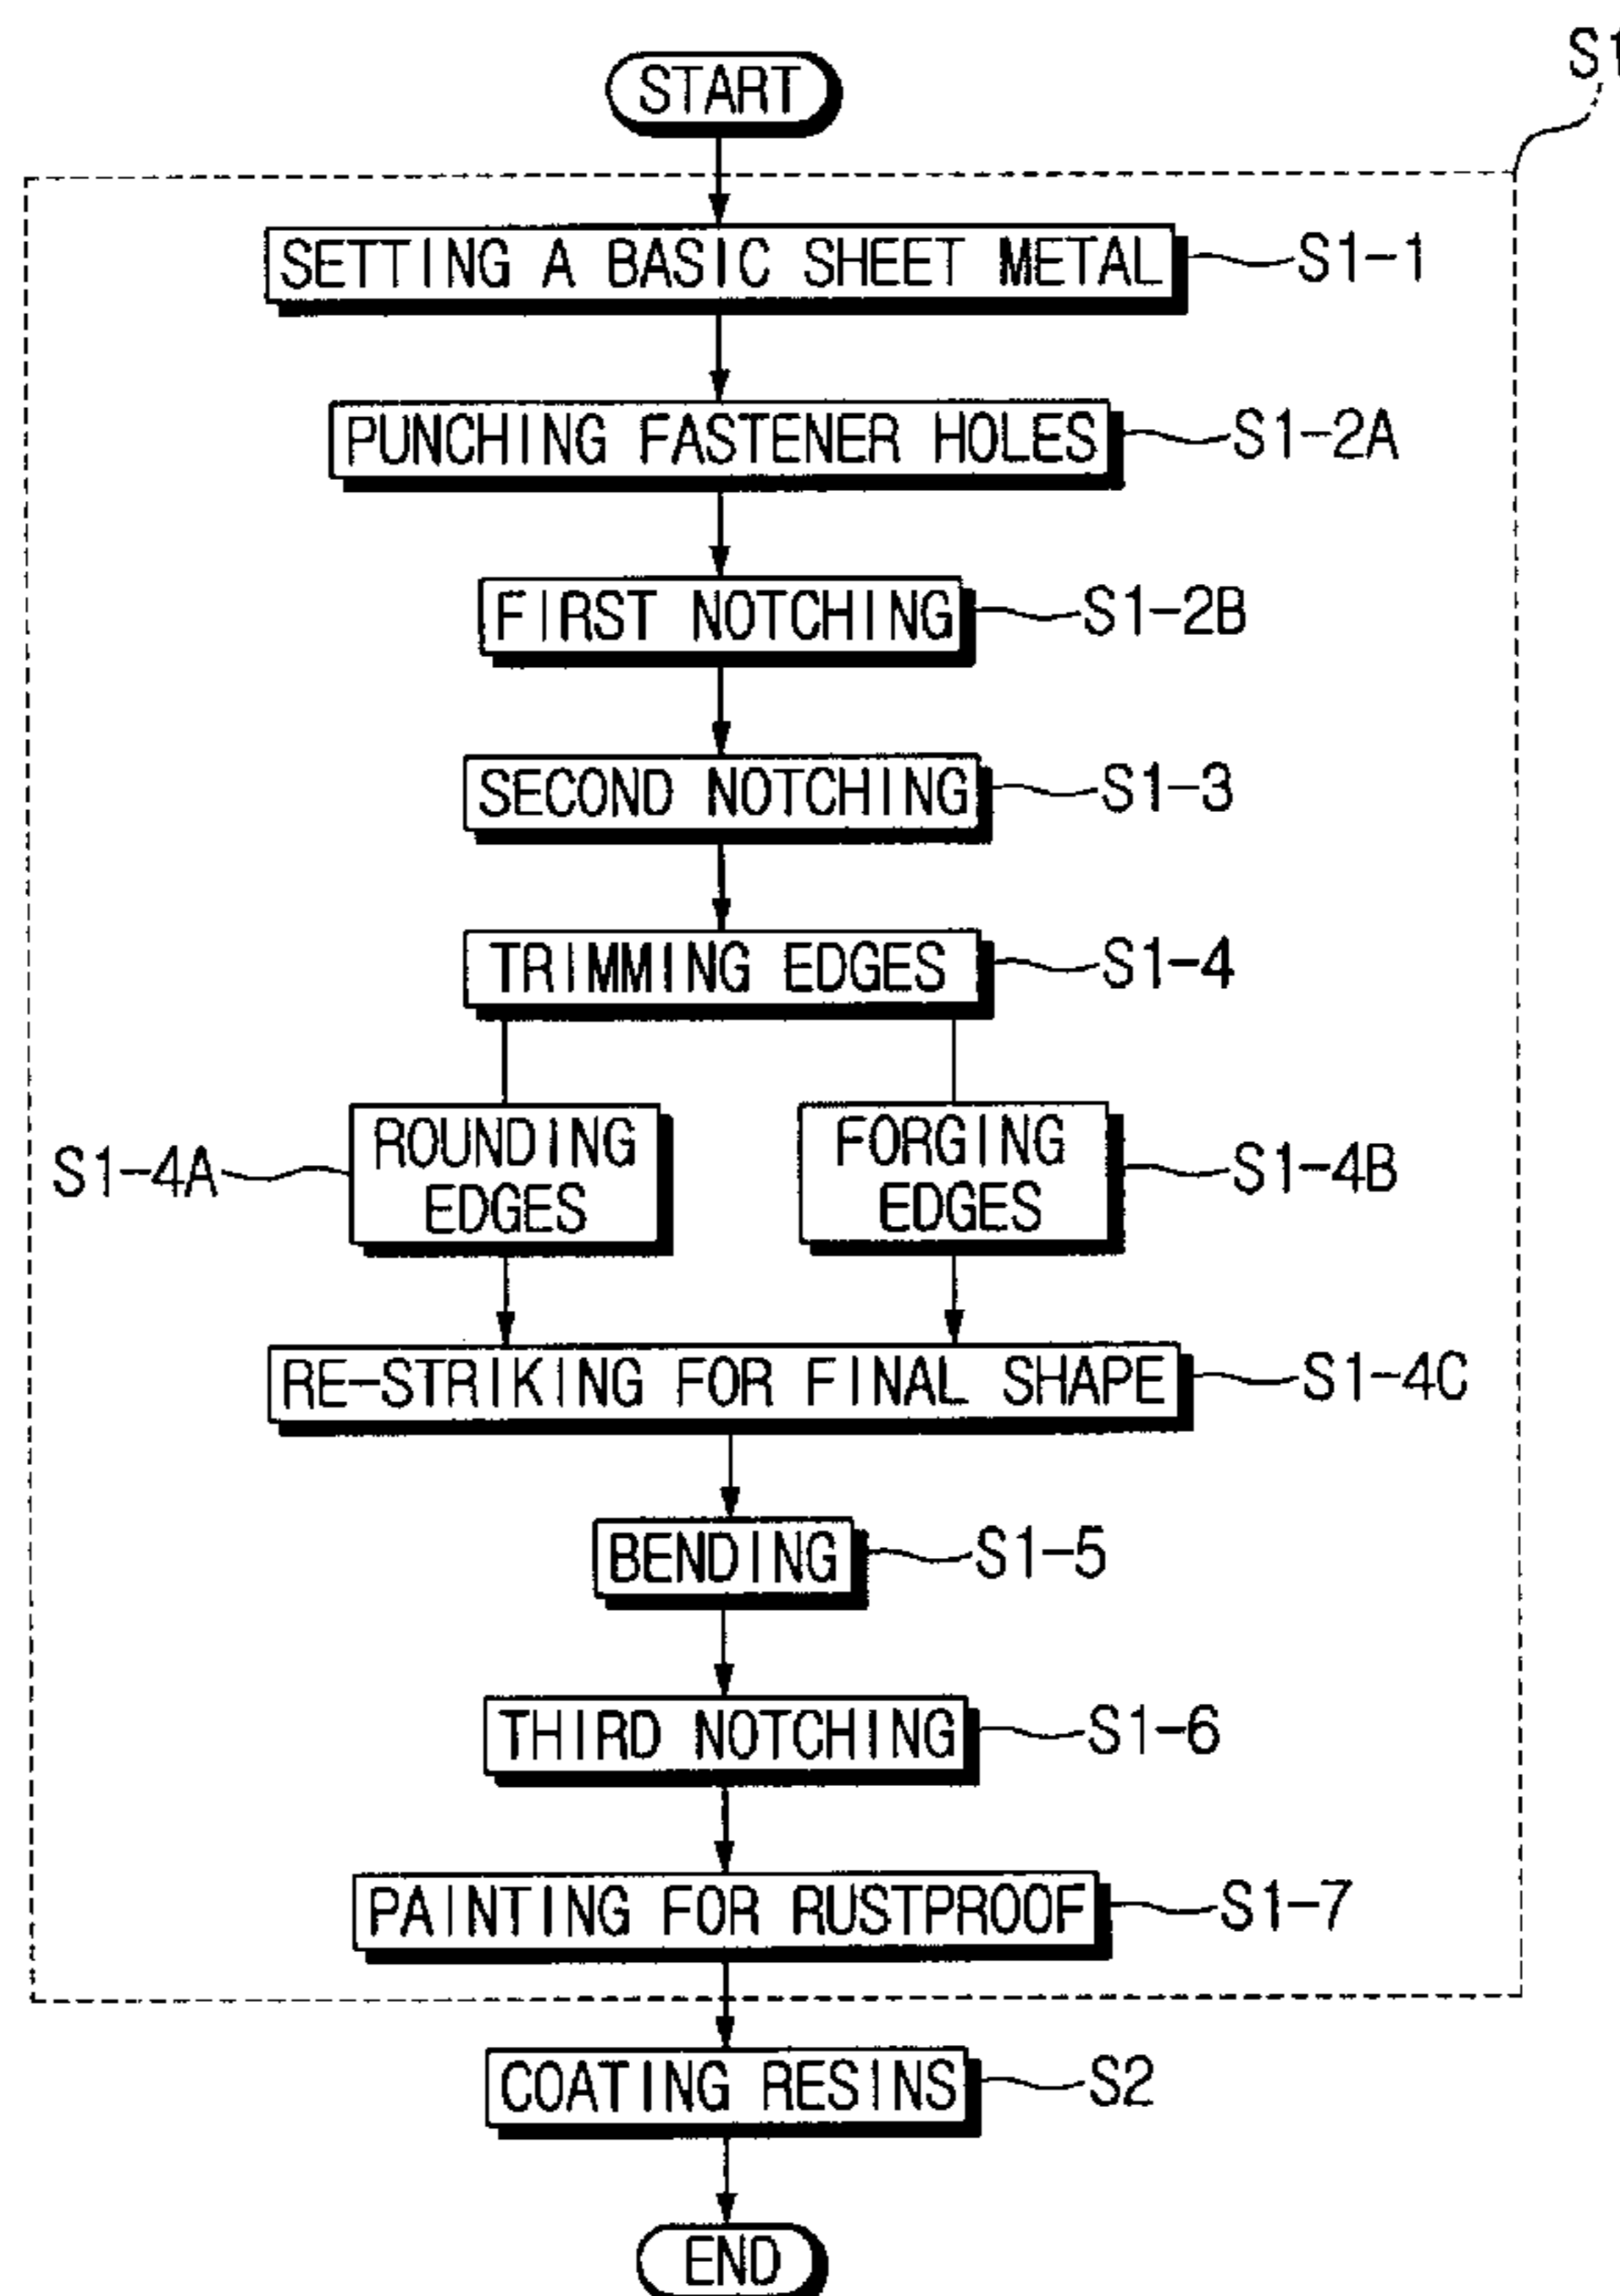 S1
START
SETTING A BASIC SHEET METAL
S1-1
PUNCHING FASTENER HOLES
S1-2A
FIRST NOTCHING
S1-2B
SECOND NOTCHING
S1-3
TRIMMING EDGES
S1-4
S1-4A
ROUNDING
EDGES
FORGING
EDGES
S1-4B
RE-STRIKING FOR FINAL SHAPE
S1-4C
BENDING
S1-5
THIRD NOTCHING
S1-6
PAINTING FOR RUSTPROOF
S1-7
COATING RESINS
S2
END